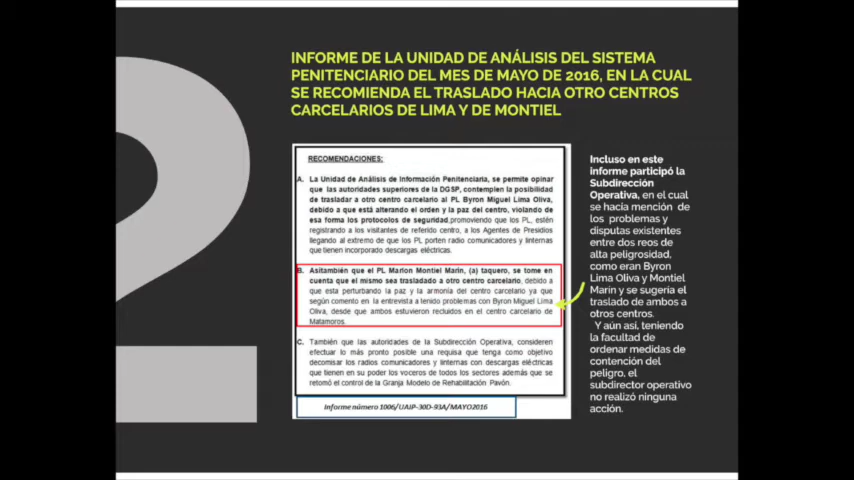 2
INFORME DE LA UNIDAD DE ANÁLISIS DEL SISTEMA
PENITENCIARIO DEL MES DE MAYO DE 2016, EN LA CUAL
SE RECOMIENDA EL TRASLADO HACIA OTRO CENTROS
CARCELARIOS DE LIMA Y DE MONTIEL
RECOMENDACIONES:
A. La Unidad de Análisis de Información Penitenciaria, se permite opinar
que las autoridades superiores de la DGSP, contemplen la posibilidad
de trasladar a otro centro carcelario al PL Byron Miguel Lima Oliva,
debido a que está alterando el orden y la paz del centro, violando de
esa forma los protocolos de seguridad, promoviendo que los PL, estén
registrando a los visitantes de referido centro, a los Agentes de Presidios
llegando al extremo de que los PL porten radio comunicadores y linternas
que tienen incorporado descargas eléctricas.
B. Asitambién que el PL Marlon Montiel Marin, (a) taquero, se tome en
cuenta que el mismo sea trasladado a otro centro carcelario, debido a
que esta perturbando la paz y la armonía del centro carcelario ya que
según comento en la entrevista a tenido problemas con Byron Miguel Lima
Oliva, desde que ambos estuvieron recluidos en el centro carcelario de
Matamoros.
C. También que las autoridades de la Subdirección Operativa, consideren
efectuar lo más pronto posible una requisa que tenga como objetivo
decomisar los radios comunicadores y linternas con descargas eléctricas
que tienen en su poder los voceros de todos los sectores además que se
retomó el control de la Granja Modelo de Rehabilitación Pavón.
Informe número 1006/UAIP-30D-93A/MAYO2016
Incluso en este
informe participó la
Subdirección
Operativa, en el cual
se hacia mención de
los problemas y
disputas existentes
entre dos reos de
alta peligrosidad,
como eran Byron
Lima Oliva y Montiel
Marin y se sugería el
traslado de ambos a
otros centros.
Y aún asi, teniendo
la facultad de
ordenar medidas de
contención del
peligro, el
subdirector operativo
no realizó ninguna
acción.